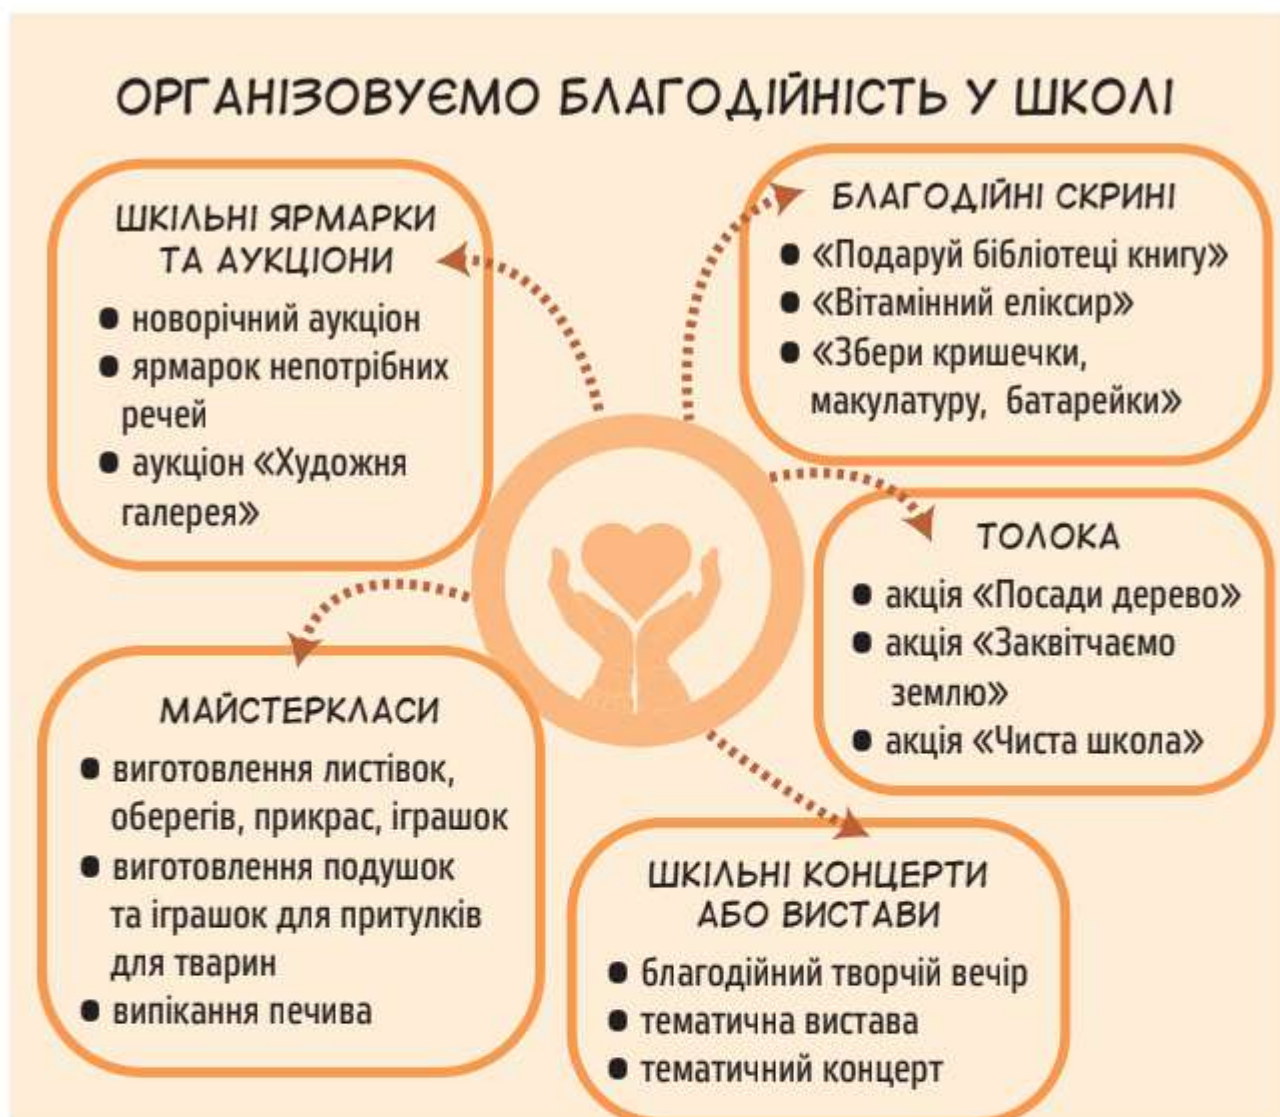 ОРГАНІЗОВУЄМО БЛАГОДІЙНІСТЬ У ШКОЛІ
ШКІЛЬНІ ЯРМАРКИ
ТА АУКЦІОНИ
● новорічний аукціон
● ярмарок непотрібних
речей
● аукціон «Художня
галерея»
БЛАГОДІЙНІ СКРИНІ
● «Подаруй бібліотеці книгу»
● «Вітамінний еліксир»
● «Збери кришечки,
макулатуру, батарейки»
ТОЛОКА
● акція «Посади дерево»
● акція «Заквітчаємо
землю»
● акція «Чиста школа»
МАЙСТЕРКЛАСИ
● виготовлення листівок,
оберегів, прикрас, іграшок
● виготовлення подушок
та іграшок для притулків
для тварин
● випікання печива
ШКІЛЬНІ КОНЦЕРТИ
АБО ВИСТАВИ
● благодійний творчій вечір
● тематична вистава
● тематичний концерт